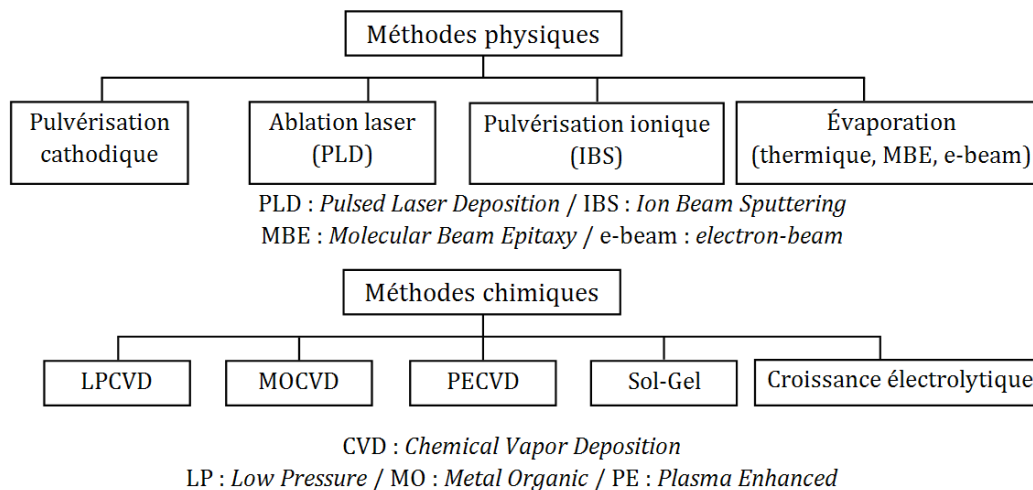 Méthodes physiques
Pulvérisation
cathodique
Ablation laser
(PLD)
Pulvérisation ionique
(IBS)
Évaporation
(thermique, MBE, e-beam)
PLD : Pulsed Laser Deposition / IBS : Ion Beam Sputtering
MBE : Molecular Beam Epitaxy / e-beam : electron-beam
Méthodes chimiques
LPCVD
MOCVD
PECVD
Sol-Gel
Croissance électrolytique
CVD : Chemical Vapor Deposition
LP : Low Pressure / MO : Metal Organic / PE : Plasma Enhanced